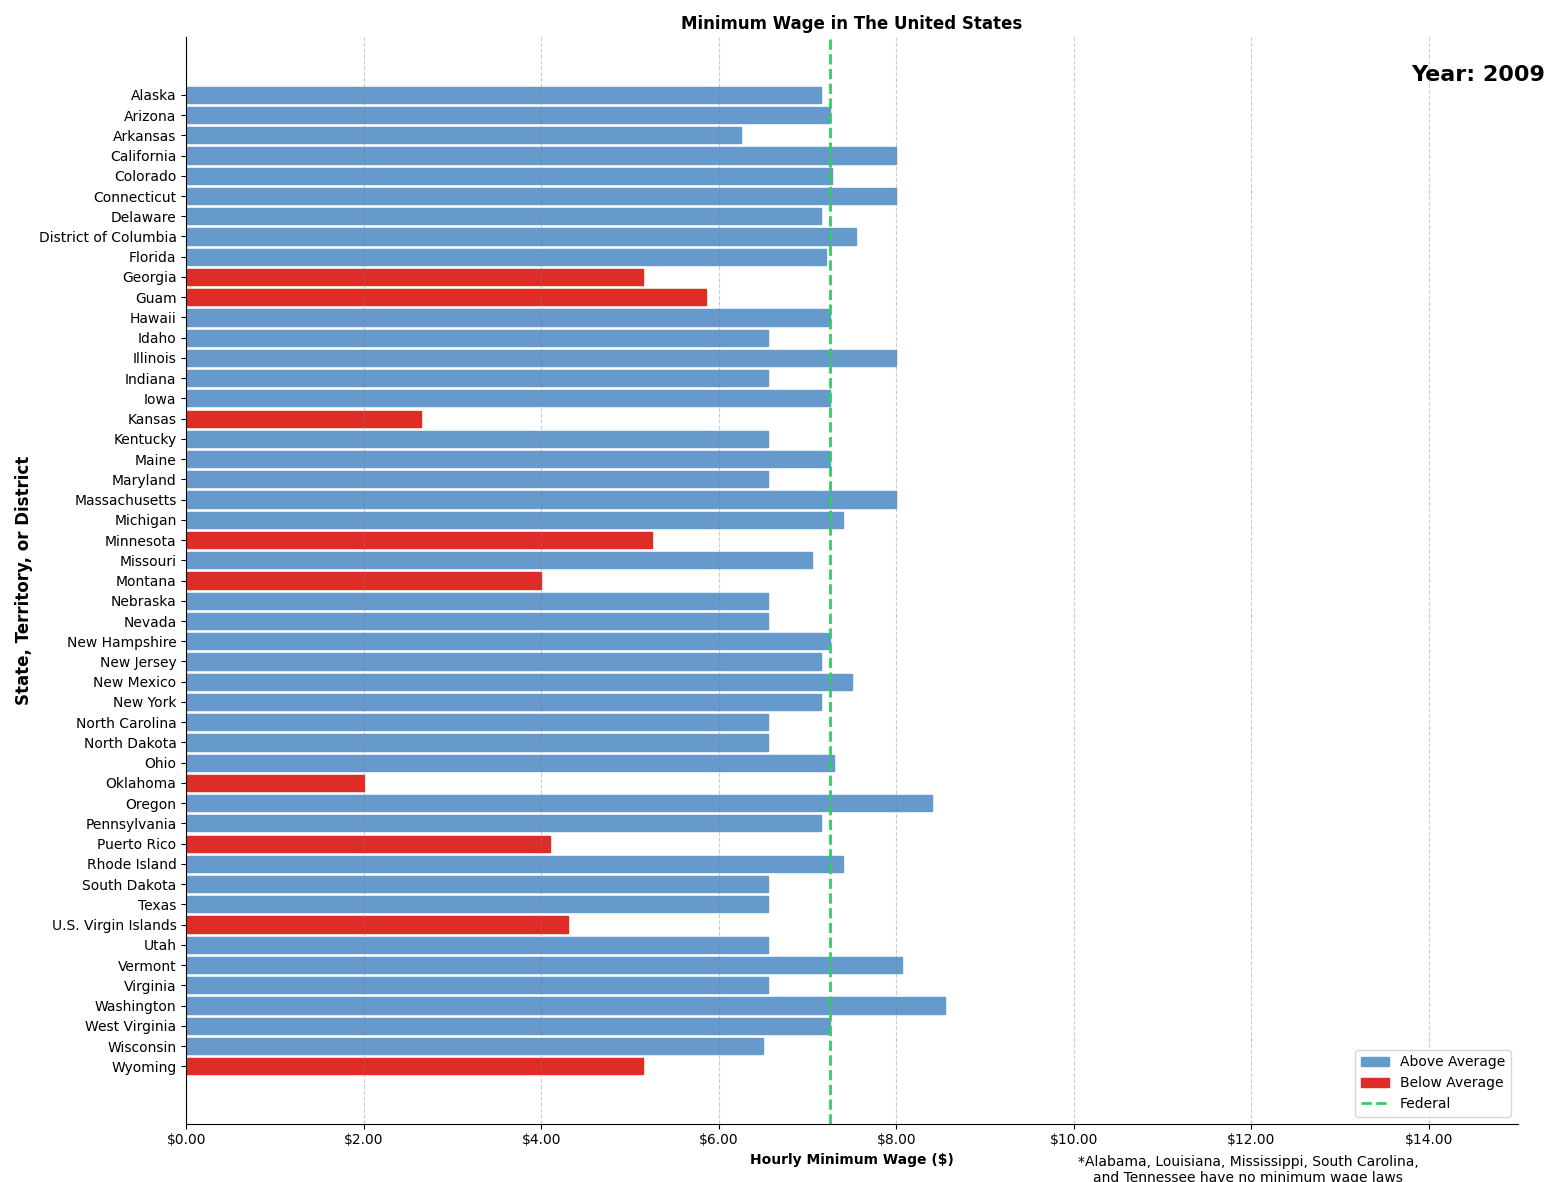 Minimum Wage in The United States
Year: 2009
State, Territory, or District
Alaska
Arizona
Arkansas
California
Colorado
Connecticut
Delaware
District of Columbia
Florida
Georgia
Guam
Hawaii
Idaho
Illinois
Indiana
Iowa
Kansas
Kentucky
Maine
Maryland
Massachusetts
Michigan
Minnesota
Missouri
Montana
Nebraska
Nevada
New Hampshire
New Jersey
New Mexico
New York
North Carolina
North Dakota
Ohio
Oklahoma
Oregon
Pennsylvania
Puerto Rico
Rhode Island
South Dakota
Texas
U.S. Virgin Islands
Utah
Vermont
Virginia
Washington
West Virginia
Wisconsin
Wyoming
Above Average
Below Average
Federal
$0.00 $2.00 $4.00 $6.00 $8.00 $10.00 $12.00 $14.00
Hourly Minimum Wage ($)
*Alabama, Louisiana, Mississippi, South Carolina,
and Tennessee have no minimum wage laws